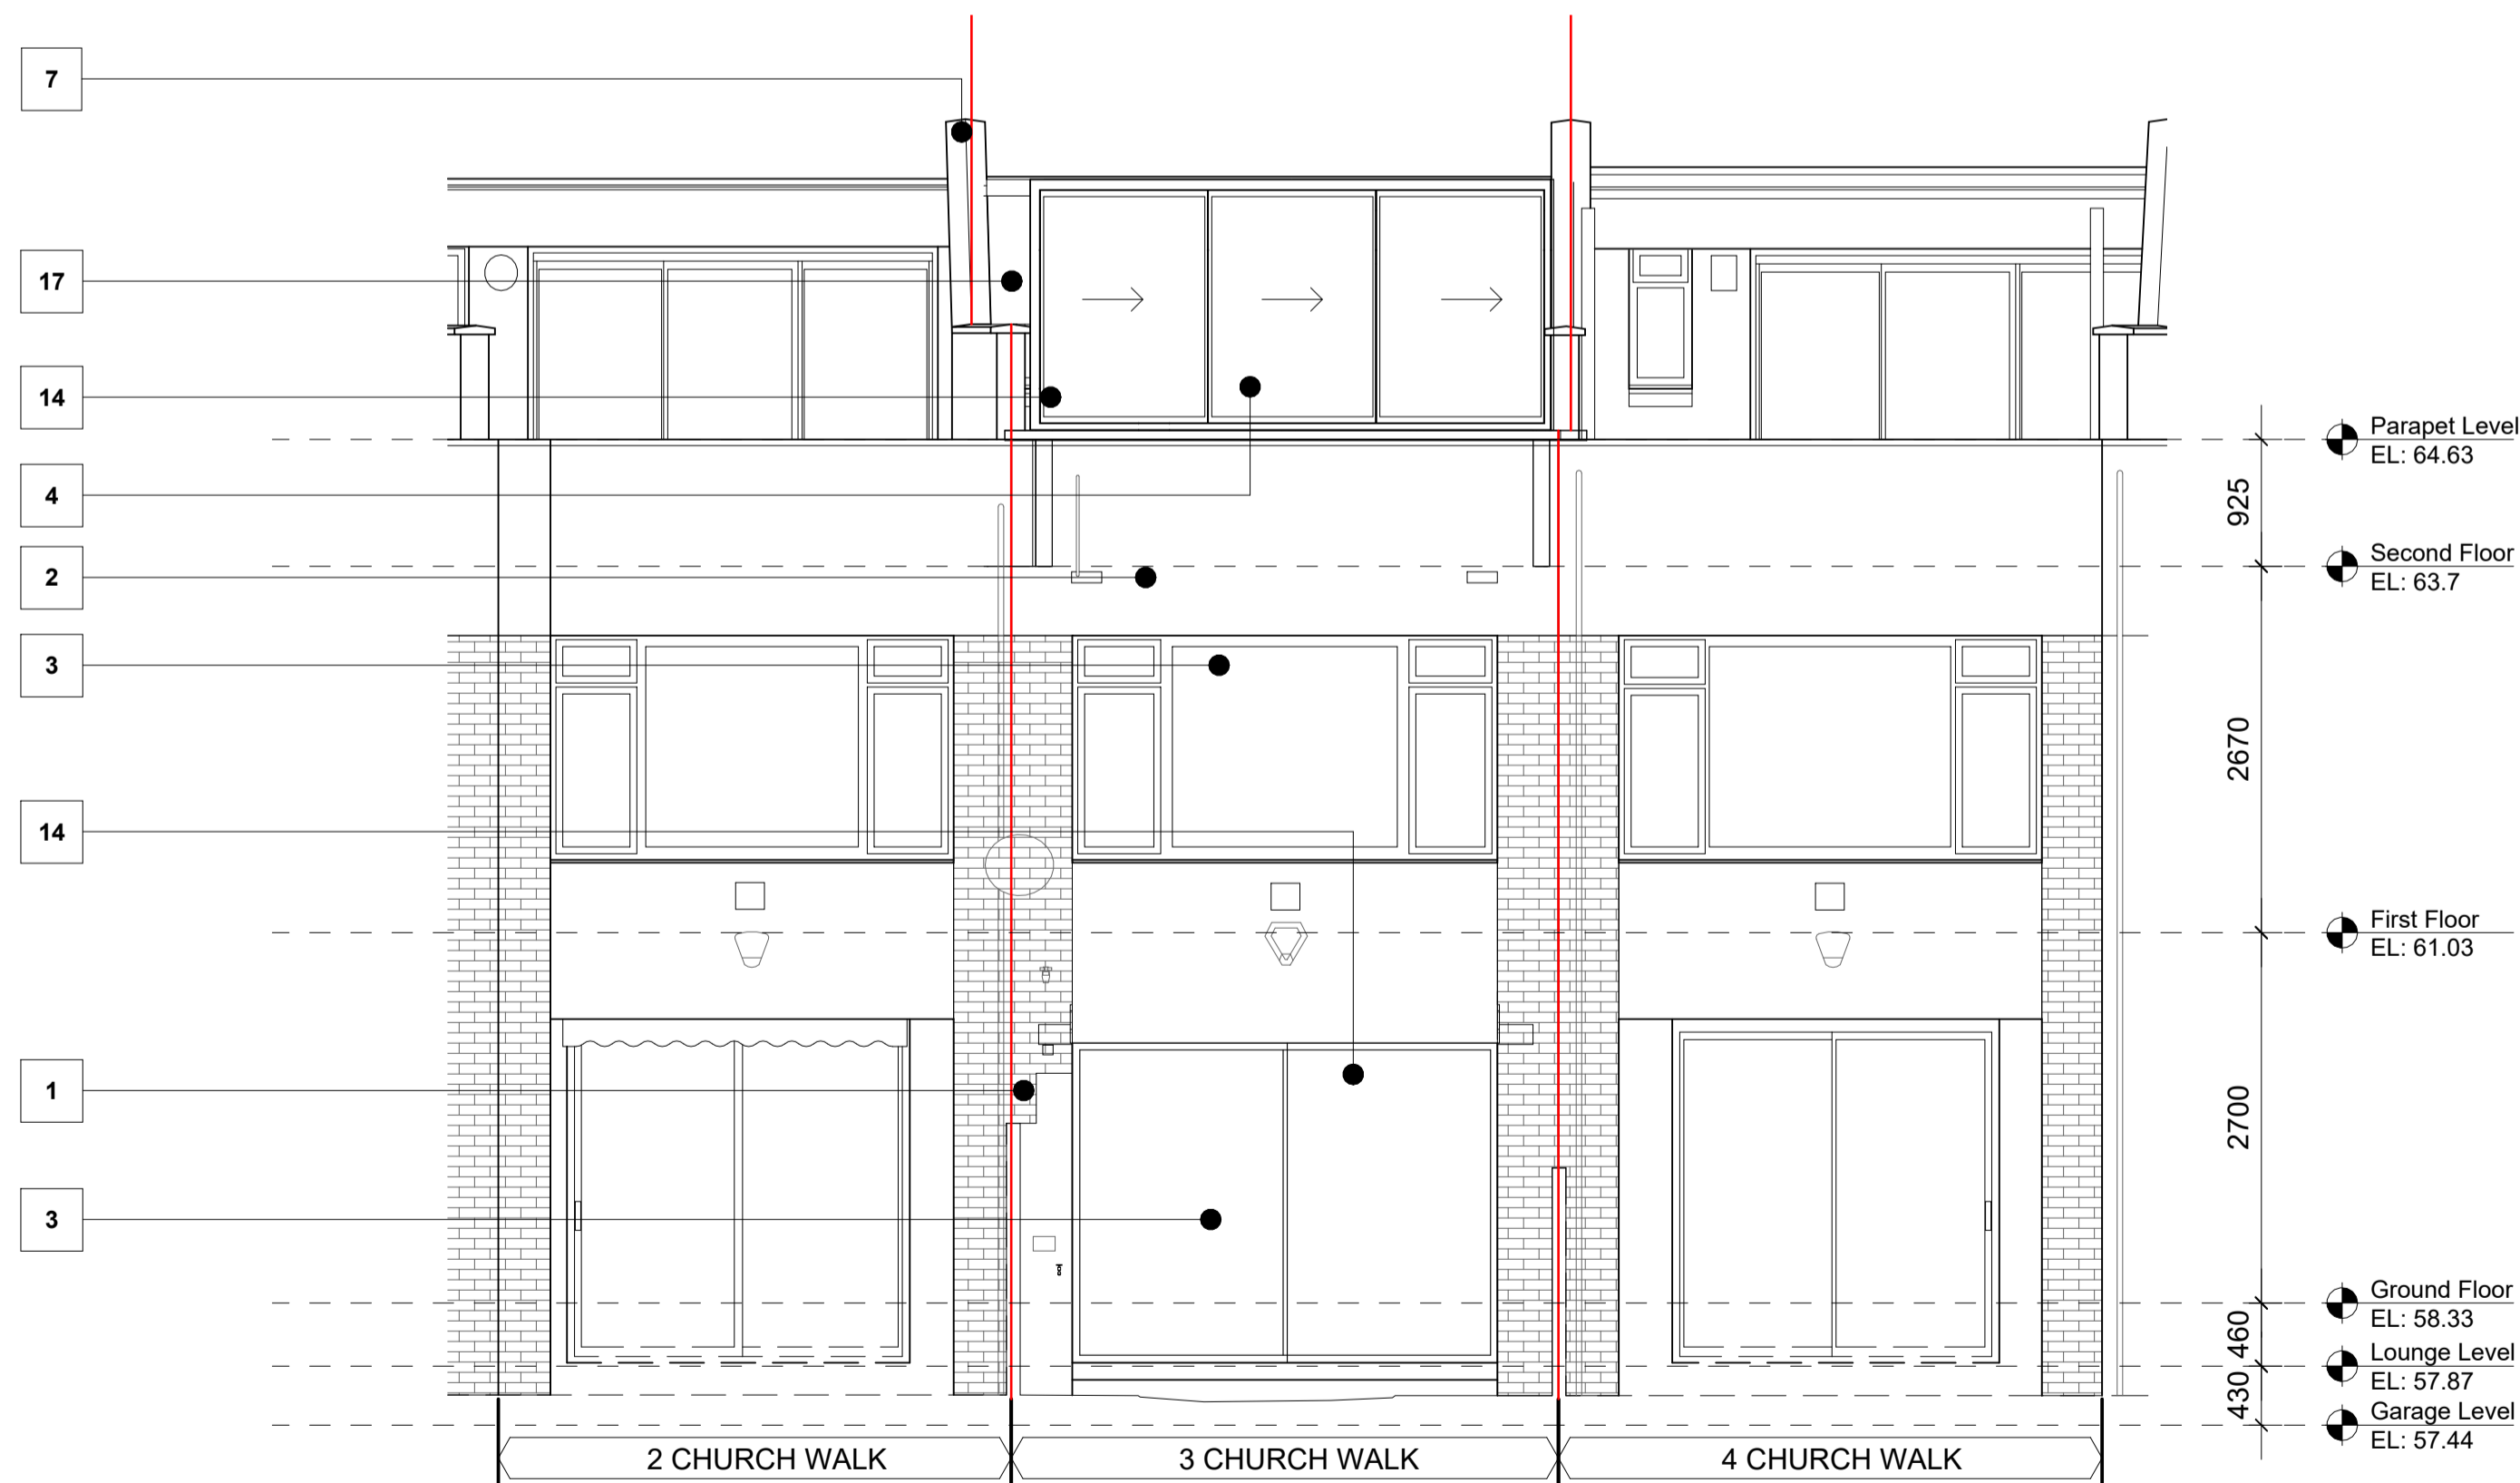 7
17
14
4
2
3
14
1
3
Parapet Level
EL: 64.63
925
Second Floor
EL: 63.7
2670
First Floor
EL: 61.03
2700
Ground Floor
EL: 58.33
460
Lounge Level
EL: 57.87
430
Garage Level
EL: 57.44
2 CHURCH WALK
3 CHURCH WALK
4 CHURCH WALK